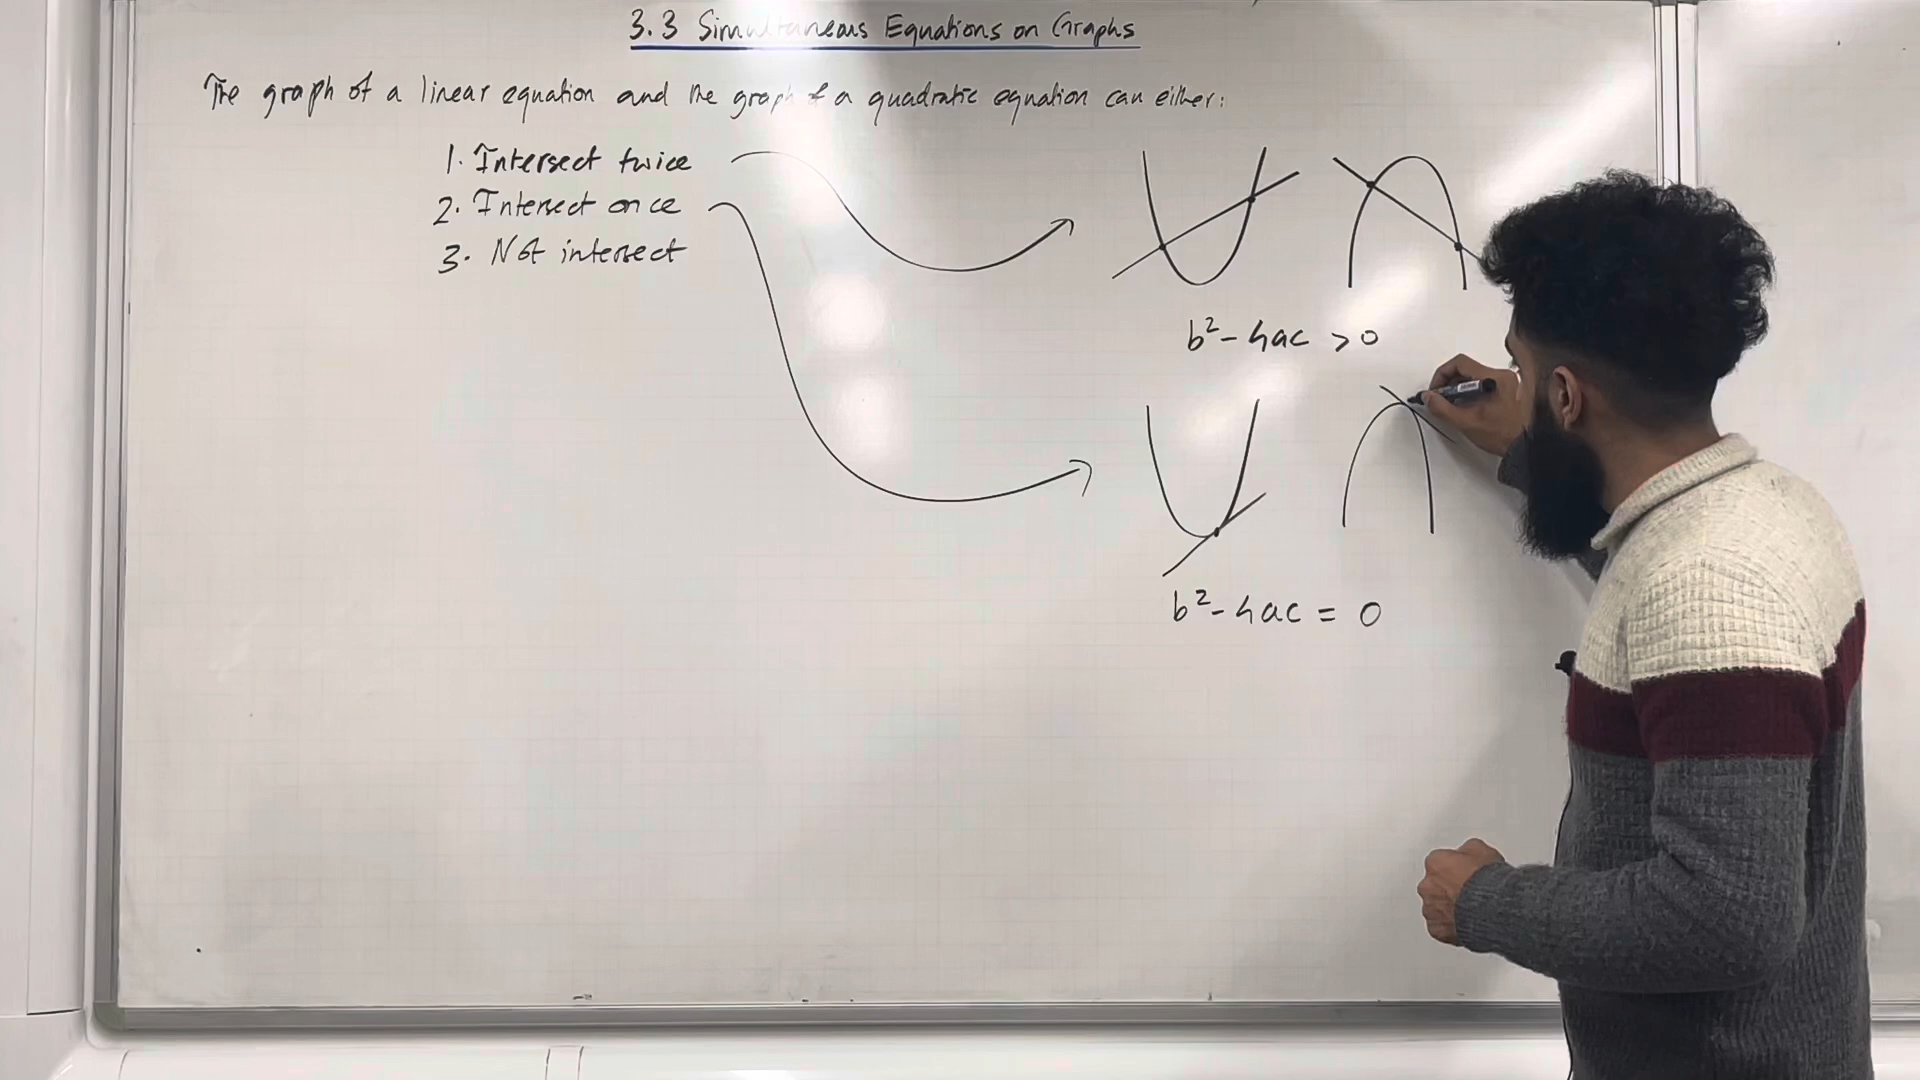 3.3 Simultaneous Equations on Graphs
The graph of a linear equation and the graph of a quadratic equation can either:
1. Intersect twice
2. Intersect once
3. Not intersect
b² - 4ac > 0
b² - 4ac = 0